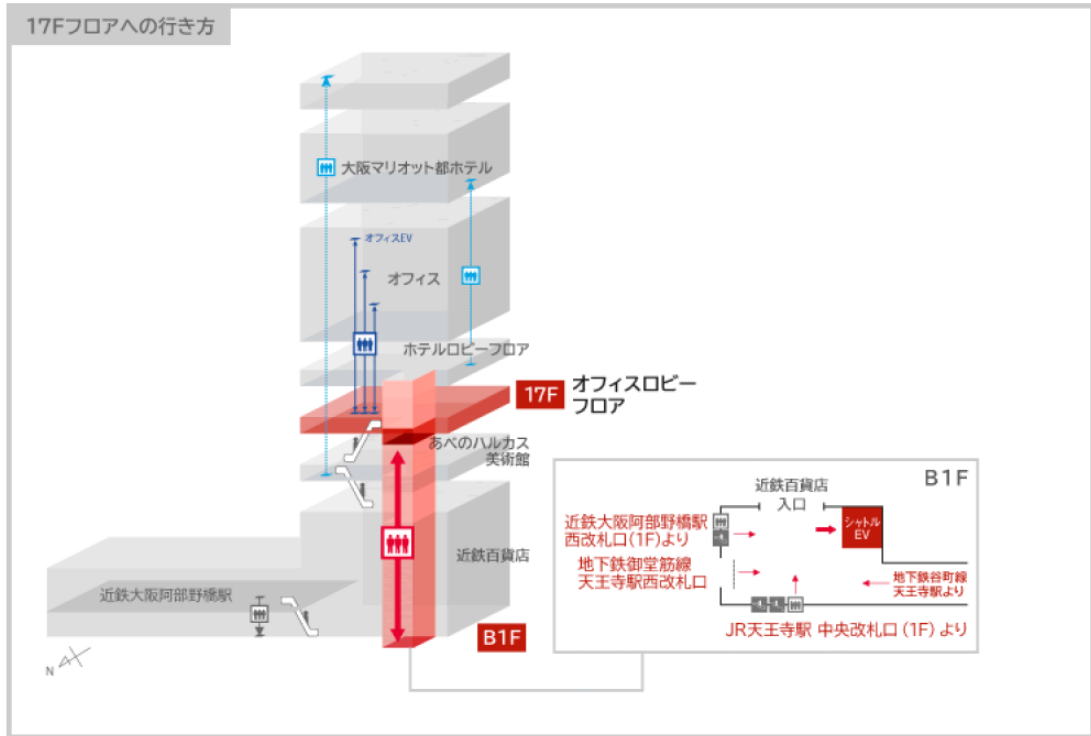 17Fフロアへの行き方
大阪マリオット都ホテル
オフィスEV
オフィス
ホテルロビーフロア
17F
オフィスロビー
フロア
あべのハルカス
美術館
近鉄百貨店
近鉄大阪阿部野橋駅
B1F
N
B1F
近鉄百貨店
入口
近鉄大阪阿部野橋駅
西改札口(1F)より
シャトル
EV
地下鉄御堂筋線
天王寺駅西改札口
地下鉄谷町線
天王寺駅より
JR天王寺駅 中央改札口 (1F) より